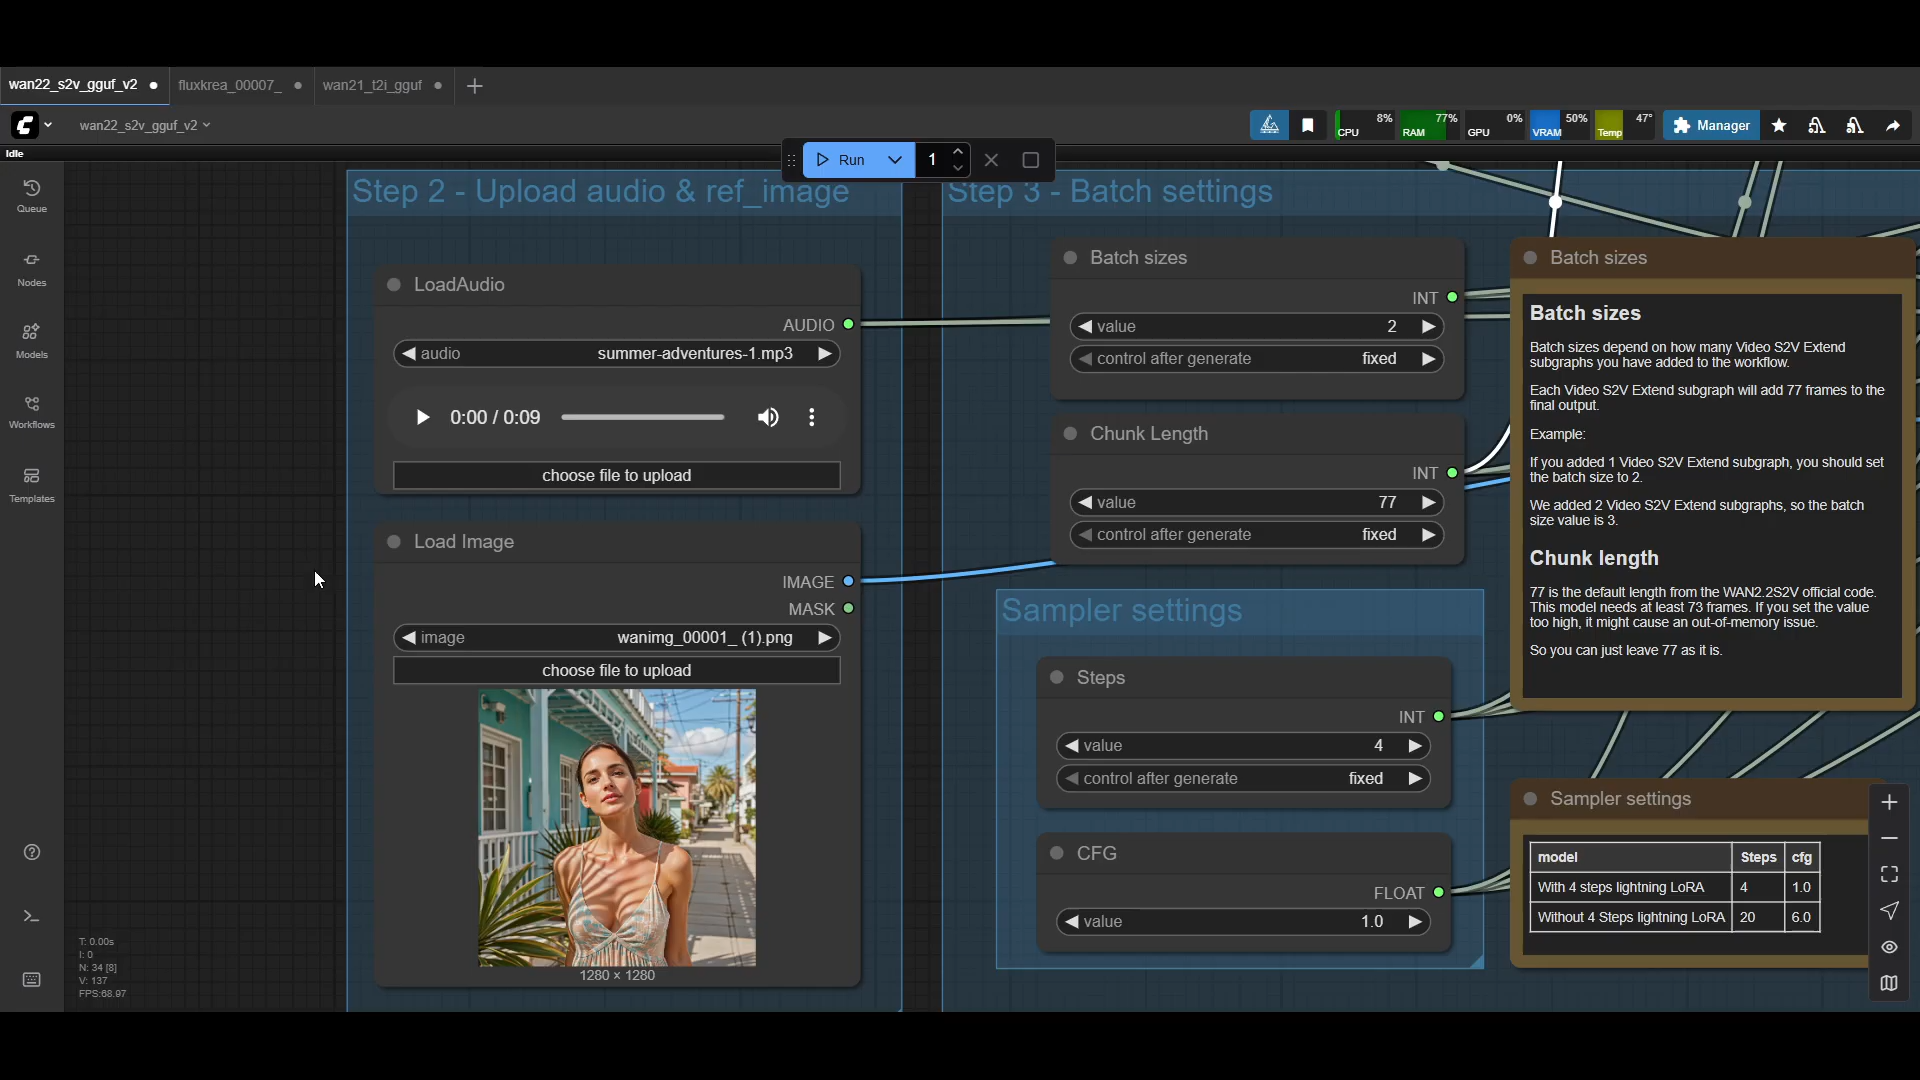 wan22_s2v_gguf_v2
fluxkrea_00007_
wan21_t2i_gguf
wan22_s2v_gguf_v2
CPU 8%
RAM 77%
GPU 0%
VRAM 50%
Temp 47°
Manager
Idle
Run
1
Queue
Nodes
Models
Workflows
Templates
T: 0.00s
I: 0
N: 34 [8]
V: 137
FPS:68.97
Step 2 - Upload audio & ref_image
LoadAudio
AUDIO
audio summer-adventures-1.mp3
0:00 / 0:09
choose file to upload
Load Image
IMAGE
MASK
image wanimg_00001_ (1).png
choose file to upload
1280 × 1280
Step 3 - Batch settings
Batch sizes
INT
value 2
control after generate fixed
Chunk Length
INT
value 77
control after generate fixed
Sampler settings
Steps
INT
value 4
control after generate fixed
CFG
FLOAT
value 1.0
Batch sizes
Batch sizes
Batch sizes depend on how many Video S2V Extend
subgraphs you have added to the workflow.
Each Video S2V Extend subgraph will add 77 frames to the
final output.
Example:
If you added 1 Video S2V Extend subgraph, you should set
the batch size to 2.
We added 2 Video S2V Extend subgraphs, so the batch
size value is 3.
Chunk length
77 is the default length from the WAN2.2S2V official code.
This model needs at least 73 frames. If you set the value
too high, it might cause an out-of-memory issue.
So you can just leave 77 as it is.
Sampler settings
model Steps cfg
With 4 steps lightning LoRA 4 1.0
Without 4 Steps lightning LoRA 20 6.0